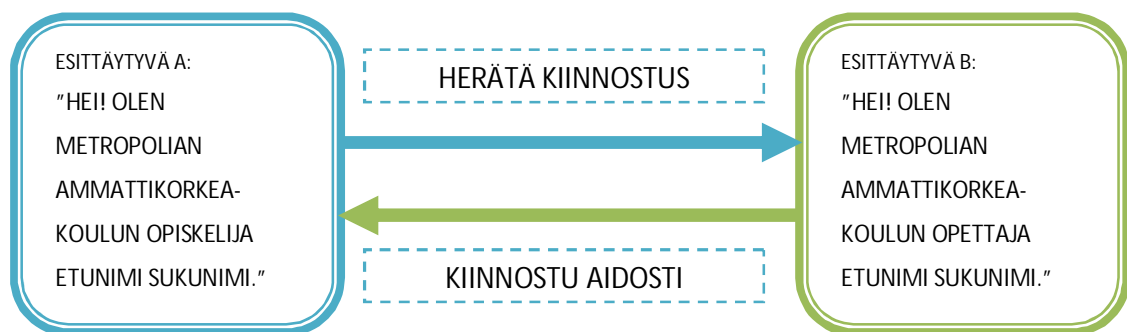 ESITTÄYTYVÄ A:
"HEI! OLEN
METROPOLIAN
AMMATTIKORKEA-
KOULUN OPISKELIJA
ETUNIMI SUKUNIMI."
HERÄTÄ KIINNOSTUS
KIINNOSTU AIDOSTI
ESITTÄYTYVÄ B:
"HEI! OLEN
METROPOLIAN
AMMATTIKORKEA-
KOULUN OPETTAJA
ETUNIMI SUKUNIMI."